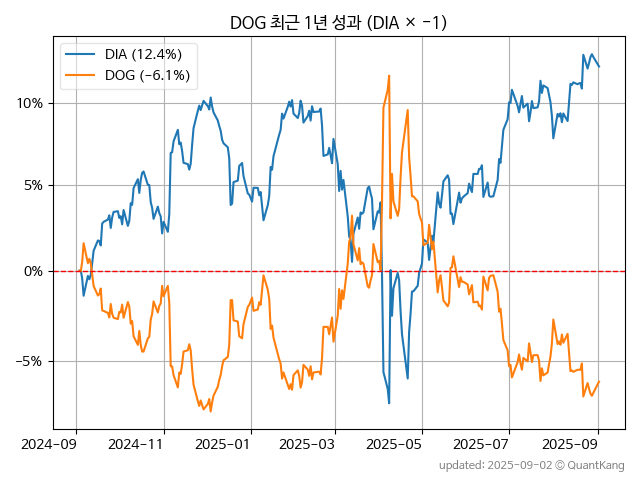 DOG 최근 1년 성과 (DIA × −1)
DIA (12.4%)
DOG (−6.1%)
10%
5%
0%
−5%
2024−09 2024−11 2025−01 2025−03 2025−05 2025−07 2025−09
updated: 2025−09−02 © QuantKang